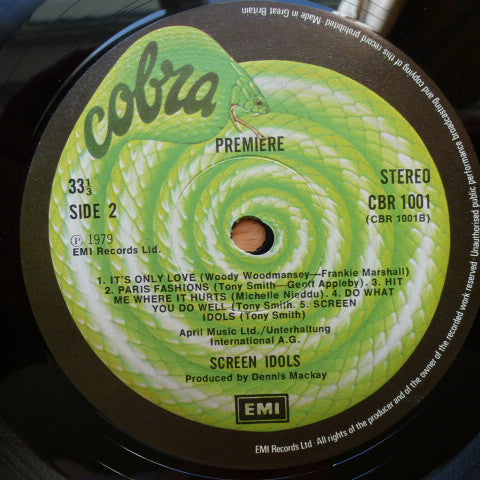 cobra
PREMIERE
33 1/3
SIDE 2
STEREO
CBR 1001
(CBR 1001B)
Ⓟ 1979
EMI Records Ltd.
1. IT'S ONLY LOVE (Woody Woodmansey—Frankie Marshall)
2. PARIS FASHIONS (Tony Smith—Geoff Appleby) 3. HIT
ME WHERE IT HURTS (Michelle Nieddu) 4. DO WHAT
YOU DO WELL (Tony Smith. 5. SCREEN
IDOLS (Tony Smith)
April Music Ltd./Unterhaltung
International A.G.
SCREEN IDOLS
Produced by Dennis Mackay
EMI
EMI Records Ltd · All rights of the producer and of the owner of the recorded work reserved · Unauthorised public performance broadcasting and copying of this record prohibited · Made in Great Britain